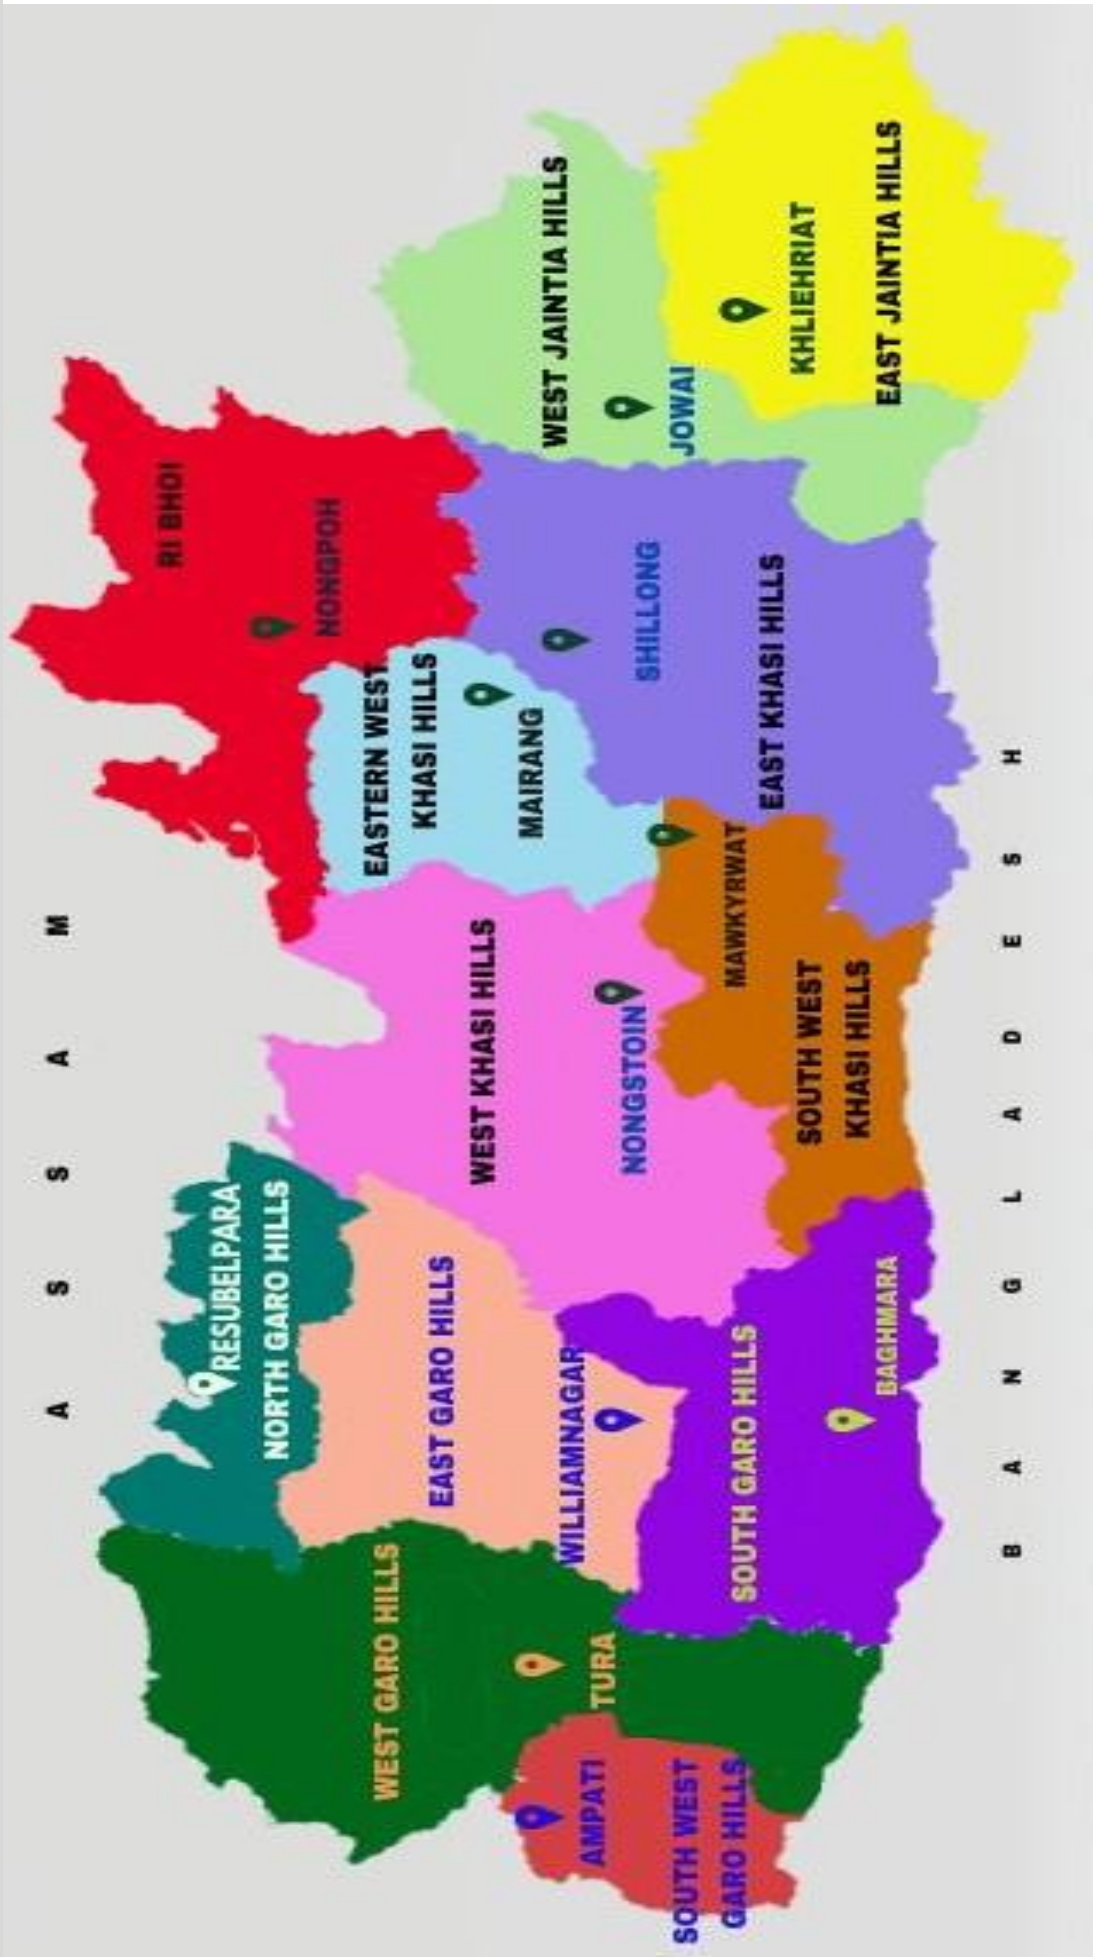 A S S A M
RI BHOI
NONGPOH
RESUBELPARA
NORTH GARO HILLS
EASTERN WEST
KHASI HILLS
MAIRANG
WEST GARO HILLS
EAST GARO HILLS
WEST KHASI HILLS
WEST JAINTIA HILLS
TURA
WILLIAMNAGAR
NONGSTOIN
SHILLONG
JOWAI
AMPATI
SOUTH WEST
GARO HILLS
SOUTH GARO HILLS
BAGHMARA
MAWKYRWAT
SOUTH WEST
KHASI HILLS
EAST KHASI HILLS
KHLIEHRIAT
EAST JAINTIA HILLS
B A N G L A D E S H